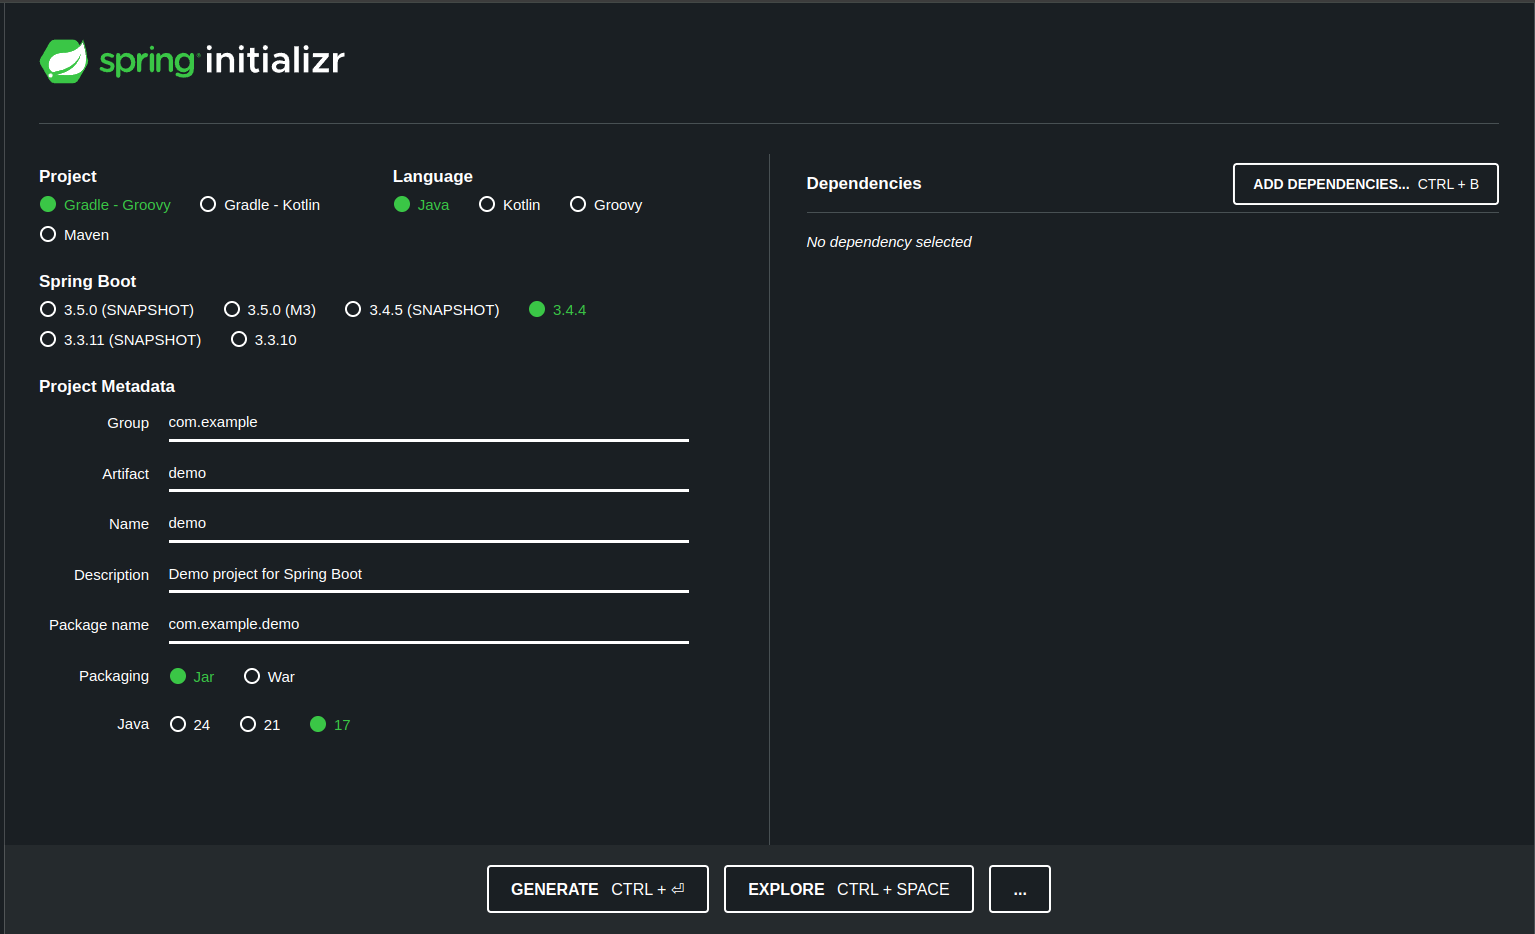 spring initializr
Project
Gradle - Groovy Gradle - Kotlin
Maven
Language
Java Kotlin Groovy
Spring Boot
3.5.0 (SNAPSHOT) 3.5.0 (M3) 3.4.5 (SNAPSHOT) 3.4.4
3.3.11 (SNAPSHOT) 3.3.10
Project Metadata
Group com.example
Artifact demo
Name demo
Description Demo project for Spring Boot
Package name com.example.demo
Packaging Jar War
Java 24 21 17
Dependencies
ADD DEPENDENCIES... CTRL + B
No dependency selected
GENERATE CTRL + ⏎
EXPLORE CTRL + SPACE
...